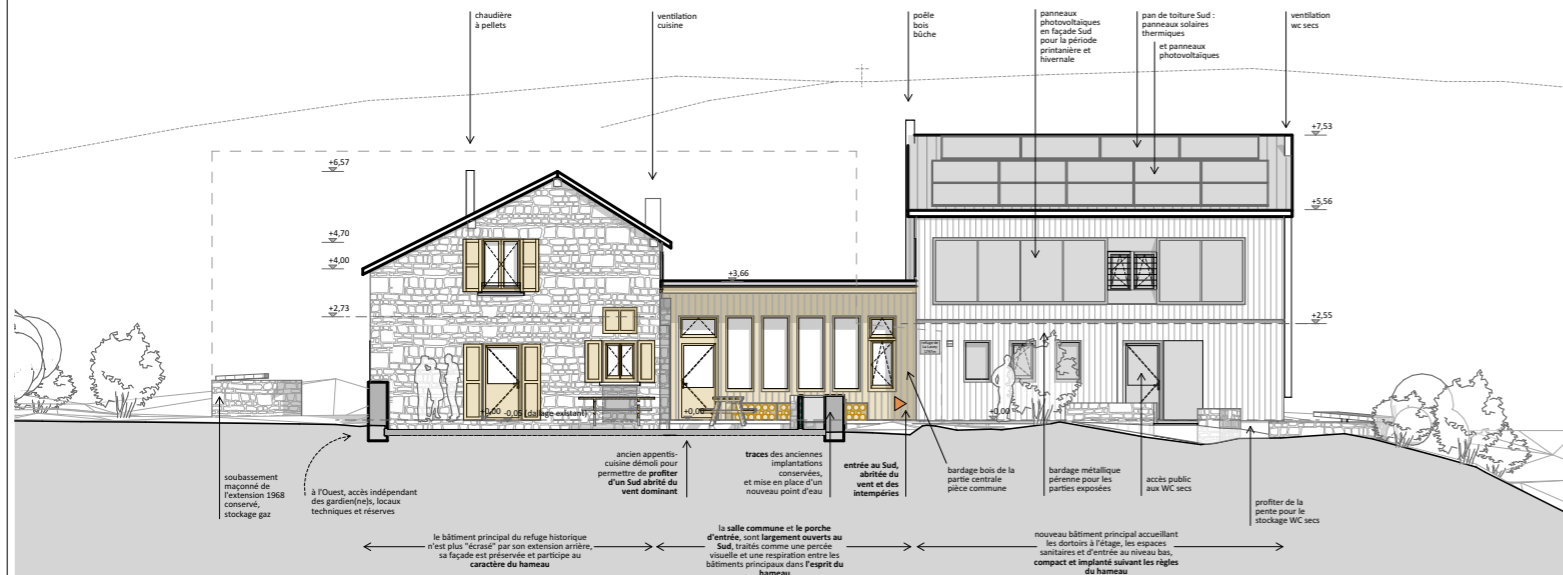 chaudière
à pellets
ventilation
cuisine
poêle
bois
bûche
panneaux
photovoltaïques
en façade Sud
pour la période
printanière et
hivernale
pan de toiture Sud :
panneaux solaires
thermiques
et panneaux
photovoltaïques
ventilation
wc secs
+7,53
+6,57
+5,56
+4,70
+4,00
+3,66
+2,73
+2,55
+0,00
-0,05 (dallage existant)
+0,00
+0,00
soubassement
maçonné de
l'extension 1968
conservé,
stockage gaz
à l'Ouest, accès indépendant
des gardien(ne)s, locaux
techniques et réserves
ancien appentis-
cuisine démoli pour
permettre de profiter
d'un Sud abrité du
vent dominant
traces des anciennes
implantations
conservées,
et mise en place d'un
nouveau point d'eau
entrée au Sud,
abritée du
vent et des
intempéries
bardage bois de la
partie centrale
pièce commune
bardage métallique
pérenne pour les
parties exposées
accès public
aux WC secs
profiter de la
pente pour le
stockage WC secs
le bâtiment principal du refuge historique
n'est plus "écrasé" par son extension arrière,
sa façade est préservée et participe au
caractère du hameau
la salle commune et le porche
d'entrée, sont largement ouverts au
Sud, traités comme une percée
visuelle et une respiration entre les
bâtiments principaux dans l'esprit du
hameau
nouveau bâtiment principal accueillant
les dortoirs à l'étage, les espaces
sanitaires et d'entrée au niveau bas,
compact et implanté suivant les règles
du hameau